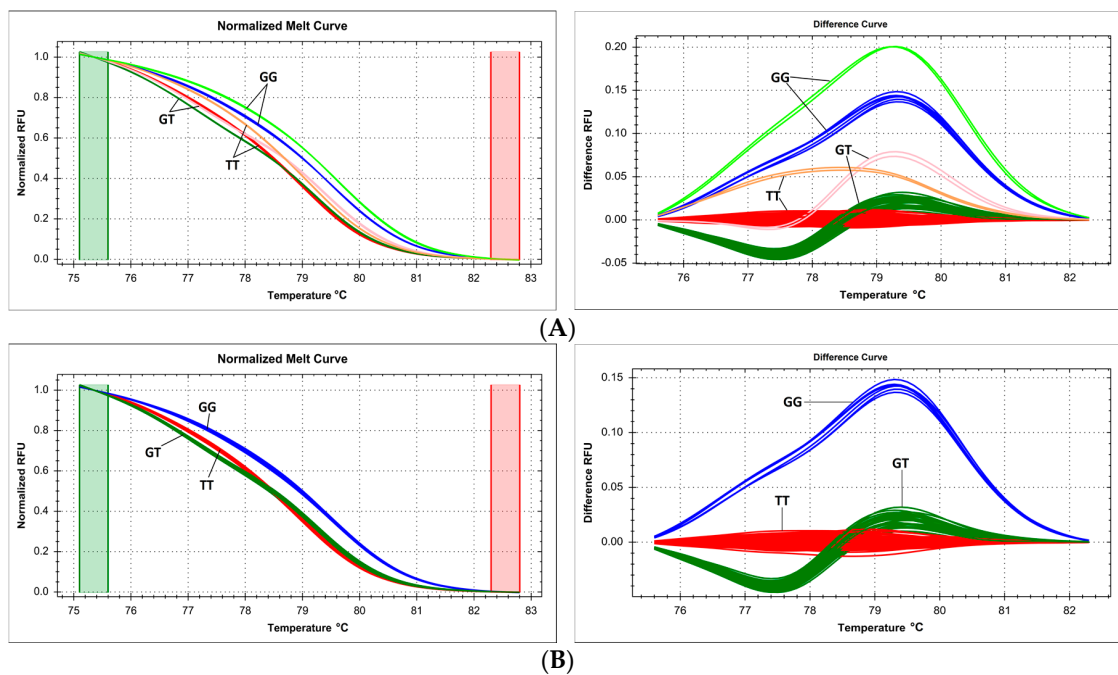 Normalized Melt Curve
Normalized RFU
1.0
0.8
0.6
0.4
0.2
0.0
GG
GT
TT
75 76 77 78 79 80 81 82 83
Temperature °C
Difference Curve
Difference RFU
0.20
0.15
0.10
0.05
0.00
-0.05
GG
GT
TT
76 77 78 79 80 81 82
Temperature °C
(A)
Normalized Melt Curve
Normalized RFU
1.0
0.8
0.6
0.4
0.2
0.0
GG
GT
TT
75 76 77 78 79 80 81 82 83
Temperature °C
Difference Curve
Difference RFU
0.15
0.10
0.05
0.00
GG
GT
TT
76 77 78 79 80 81 82
Temperature °C
(B)